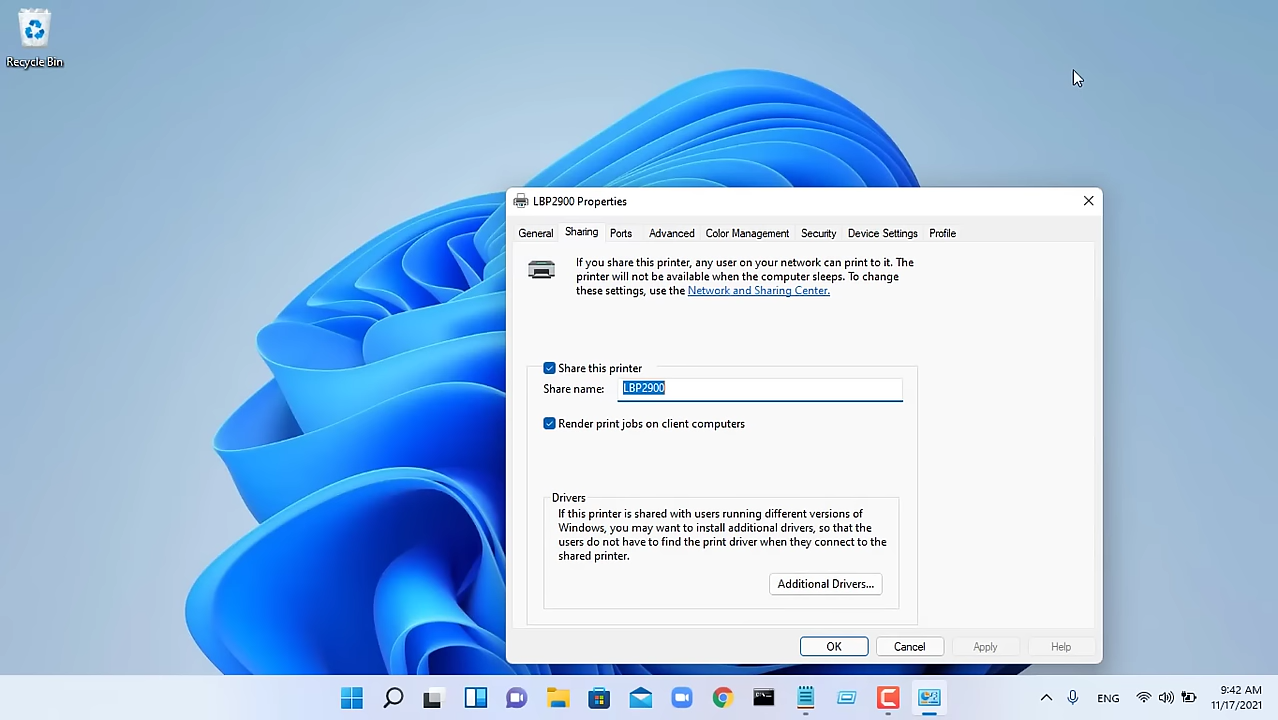 Recycle Bin
LBP2900 Properties
General Sharing Ports Advanced Color Management Security Device Settings Profile
If you share this printer, any user on your network can print to it. The
printer will not be available when the computer sleeps. To change
these settings, use the Network and Sharing Center.
Share this printer
Share name: LBP2900
Render print jobs on client computers
Drivers
If this printer is shared with users running different versions of
Windows, you may want to install additional drivers, so that the
users do not have to find the print driver when they connect to the
shared printer.
Additional Drivers...
OK Cancel Apply Help
ENG
9:42 AM
11/17/2021